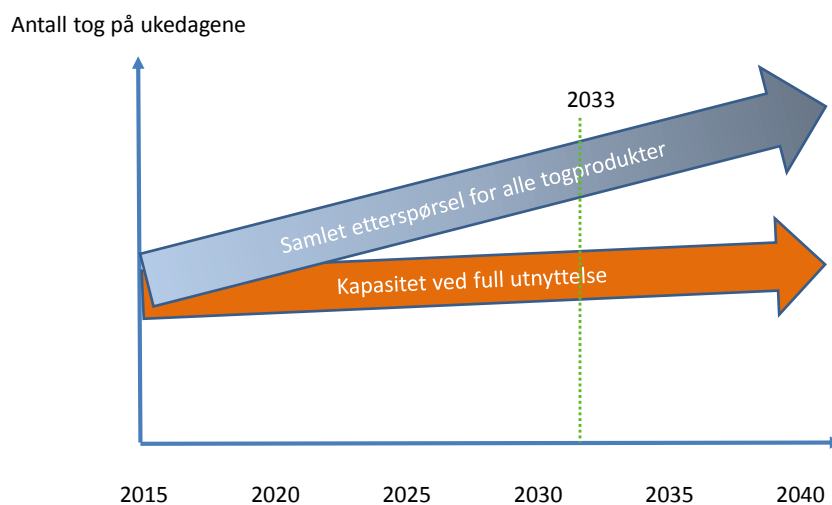 Antall tog på ukedagene
2033
Samlet etterspørsel for alle togprodukter
Kapasitet ved full utnyttelse
2015 2020 2025 2030 2035 2040